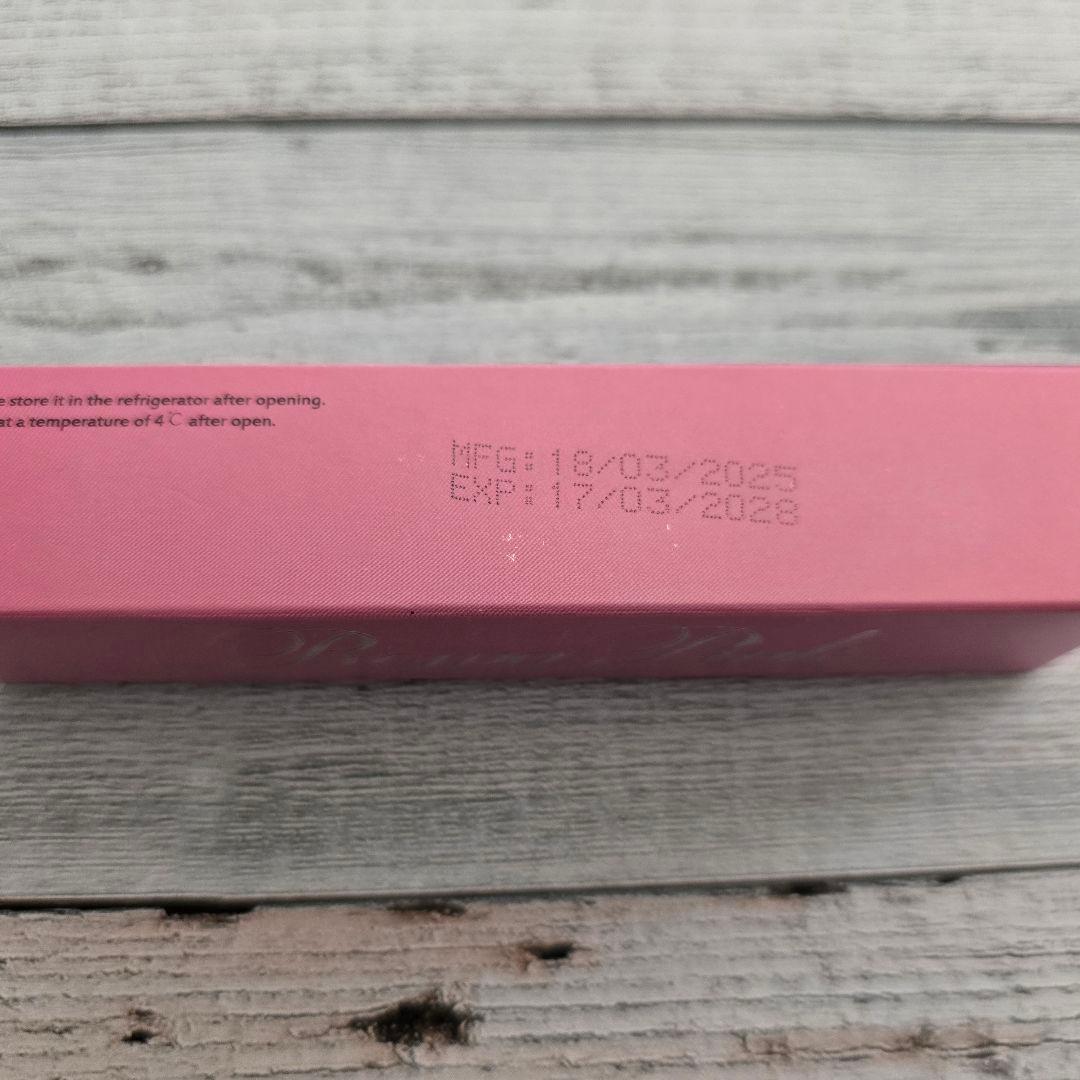 e store it in the refrigerator after opening.
at a temperature of 4℃ after open.
MFG:18/03/2025
EXP:17/03/2028